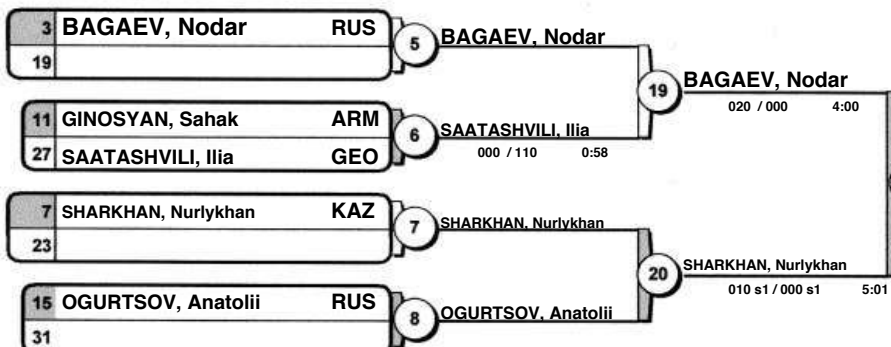 3 BAGAEV, Nodar RUS
19
5
BAGAEV, Nodar
11 GINOSYAN, Sahak ARM
27 SAATASHVILI, Ilia GEO
6
SAATASHVILI, Ilia
000 / 110 0:58
19
BAGAEV, Nodar
020 / 000 4:00
7 SHARKHAN, Nurlykhan KAZ
23
7
SHARKHAN, Nurlykhan
15 OGURTSOV, Anatolii RUS
31
8
OGURTSOV, Anatolii
20
SHARKHAN, Nurlykhan
010 s1 / 000 s1 5:01